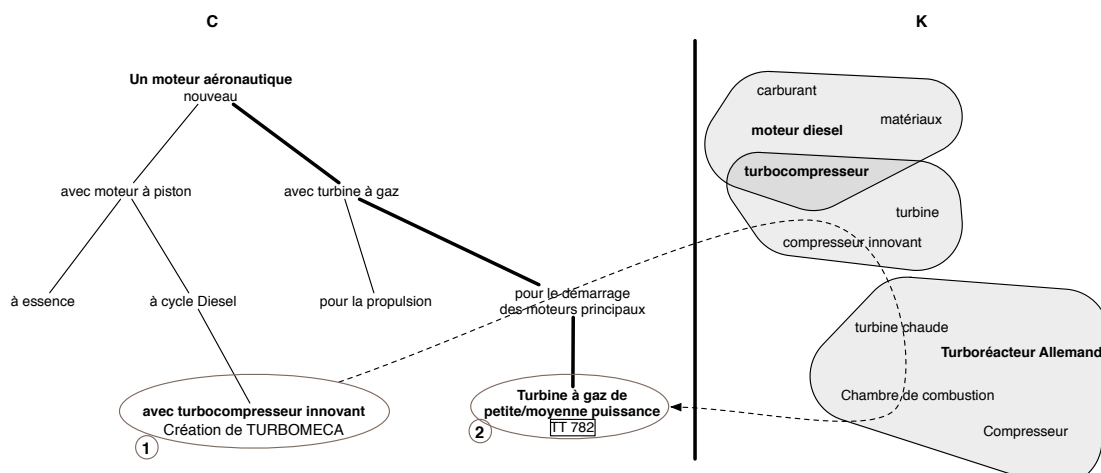 C
K
Un moteur aéronautique
nouveau
avec moteur à piston
avec turbine à gaz
à essence
à cycle Diesel
pour la propulsion
pour le démarrage
des moteurs principaux
avec turbocompresseur innovant
Création de TURBOMECA
1
Turbine à gaz de
petite/moyenne puissance
TT 782
2
carburant
matériaux
moteur diesel
turbocompresseur
turbine
compresseur innovant
turbine chaude
Turboréacteur Allemand
Chambre de combustion
Compresseur